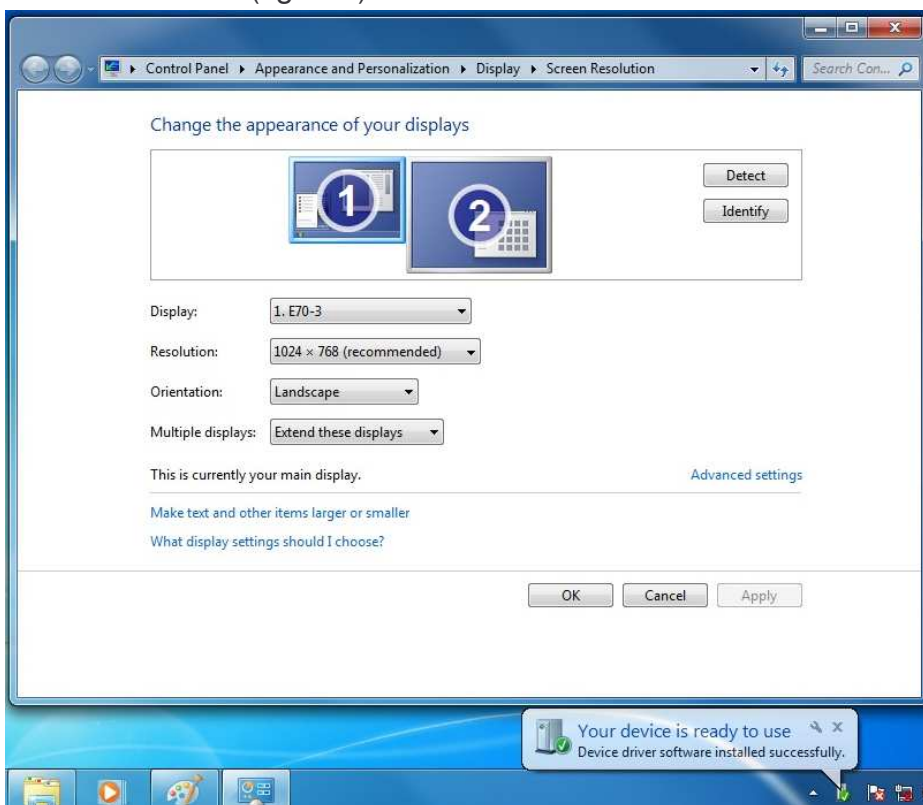 Control Panel ▸ Appearance and Personalization ▸ Display ▸ Screen Resolution
Search Con...
Change the appearance of your displays
1
2
Detect
Identify
Display: 1. E70-3
Resolution: 1024 × 768 (recommended)
Orientation: Landscape
Multiple displays: Extend these displays
This is currently your main display. Advanced settings
Make text and other items larger or smaller
What display settings should I choose?
OK Cancel Apply
Your device is ready to use
Device driver software installed successfully.